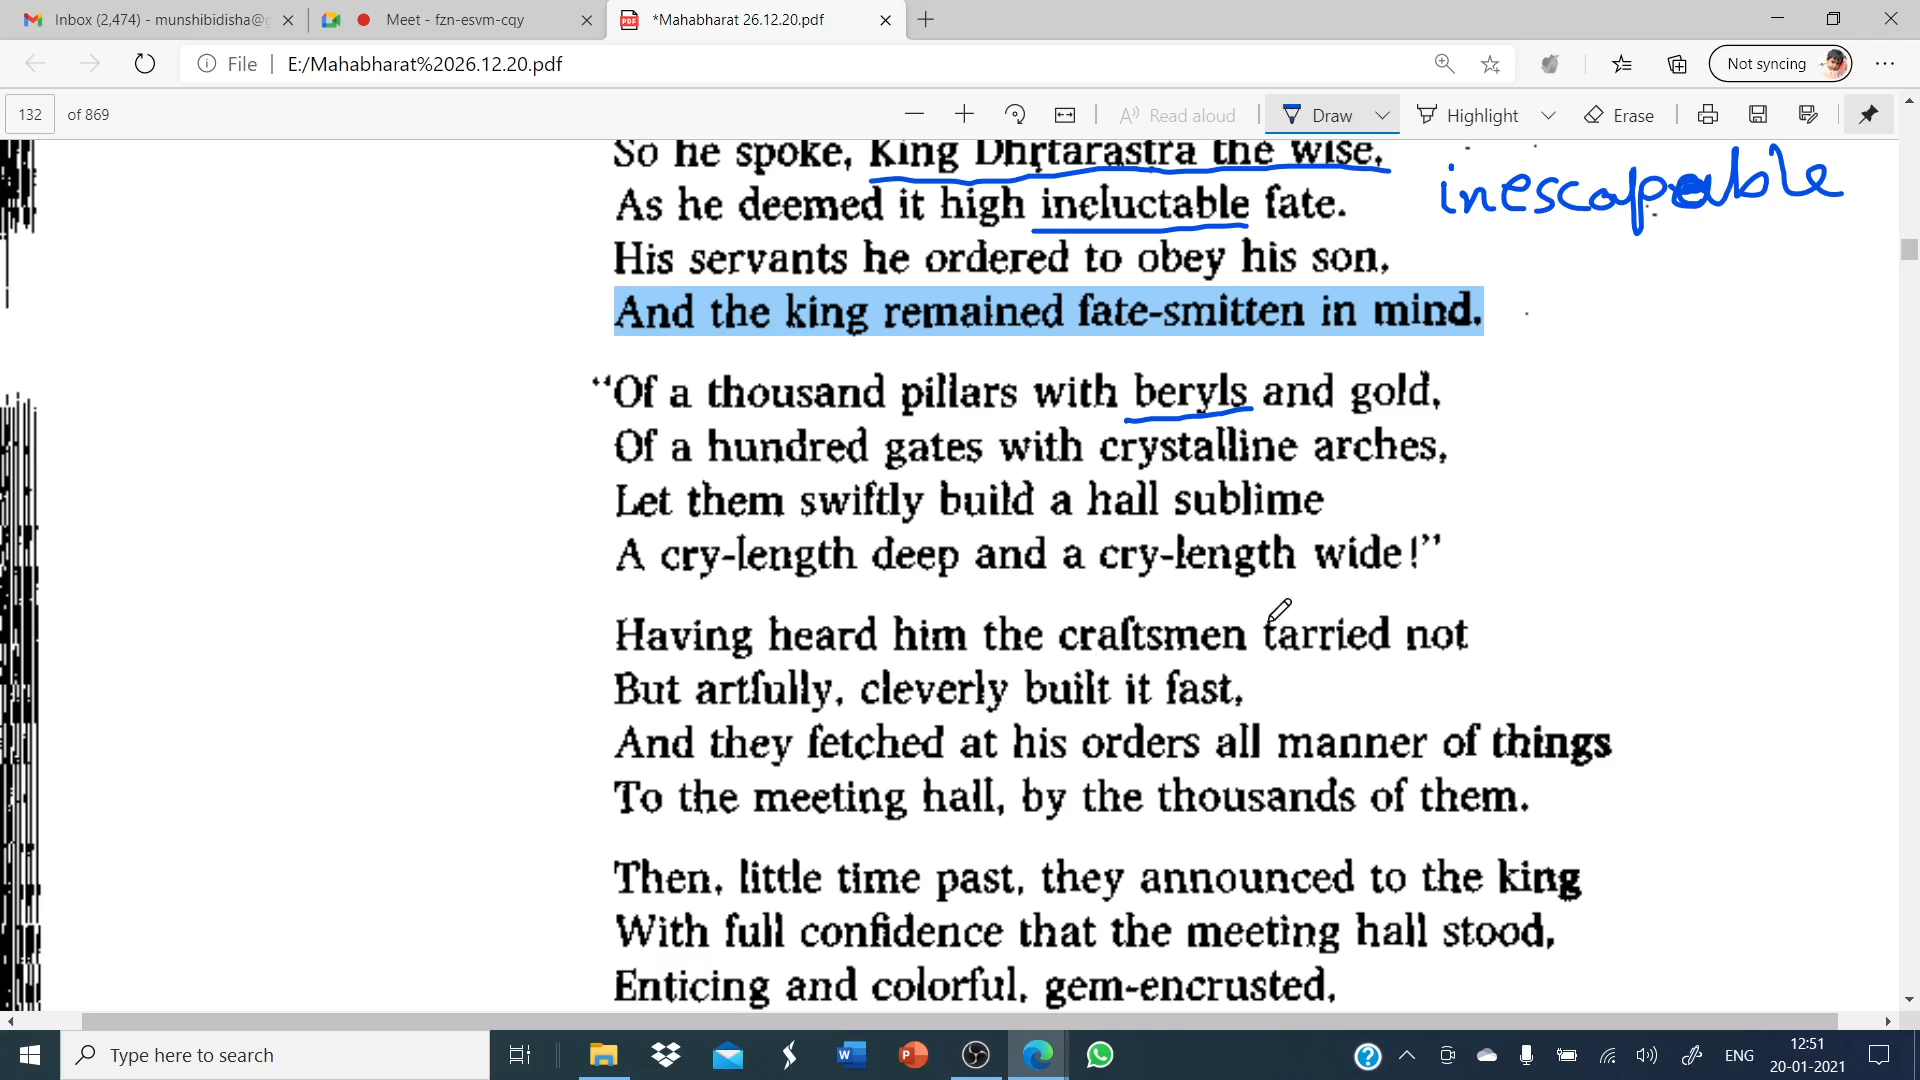 Inbox (2,474) - munshibidisha@g
Meet - fzn-esvm-cqy
*Mahabharat 26.12.20.pdf
File
E:/Mahabharat%2026.12.20.pdf
Not syncing
132 of 869
Read aloud
Draw
Highlight
Erase
So he spoke, King Dhṛtarastra the wise,
As he deemed it high ineluctable fate.
inescapable
His servants he ordered to obey his son,
And the king remained fate-smitten in mind.
"Of a thousand pillars with beryls and gold,
Of a hundred gates with crystalline arches,
Let them swiftly build a hall sublime
A cry-length deep and a cry-length wide!"
Having heard him the craftsmen tarried not
But artfully, cleverly built it fast,
And they fetched at his orders all manner of things
To the meeting hall, by the thousands of them.
Then, little time past, they announced to the king
With full confidence that the meeting hall stood,
Enticing and colorful, gem-encrusted,
Type here to search
ENG
12:51
20-01-2021